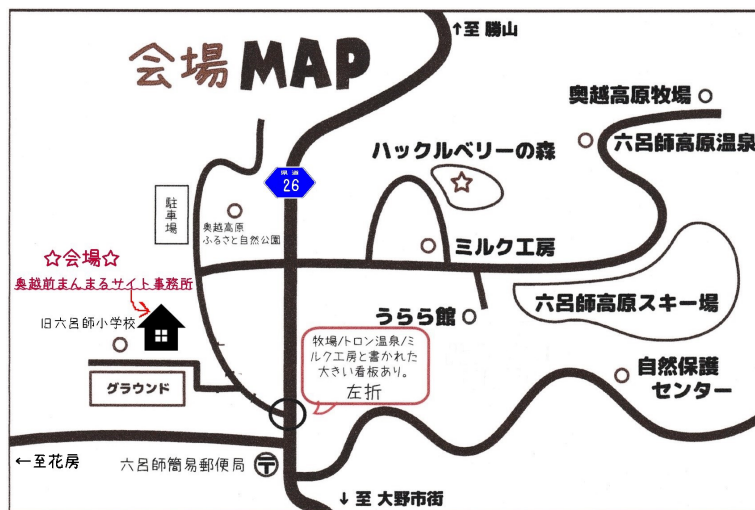 ↑至 勝山
会場 MAP
奥越高原牧場
六呂師高原温泉
ハックルベリーの森
県道
26
駐車場
奥越高原
ふるさと自然公園
ミルク工房
☆会場☆
奥越前まんまるサイト事務所
旧六呂師小学校
うらら館
六呂師高原スキー場
牧場/トロン温泉/ミ
ルク工房と書かれた
大きい看板あり。
左折
自然保護
センター
グラウンド
←至花房
六呂師簡易郵便局
〒
↓至 大野市街